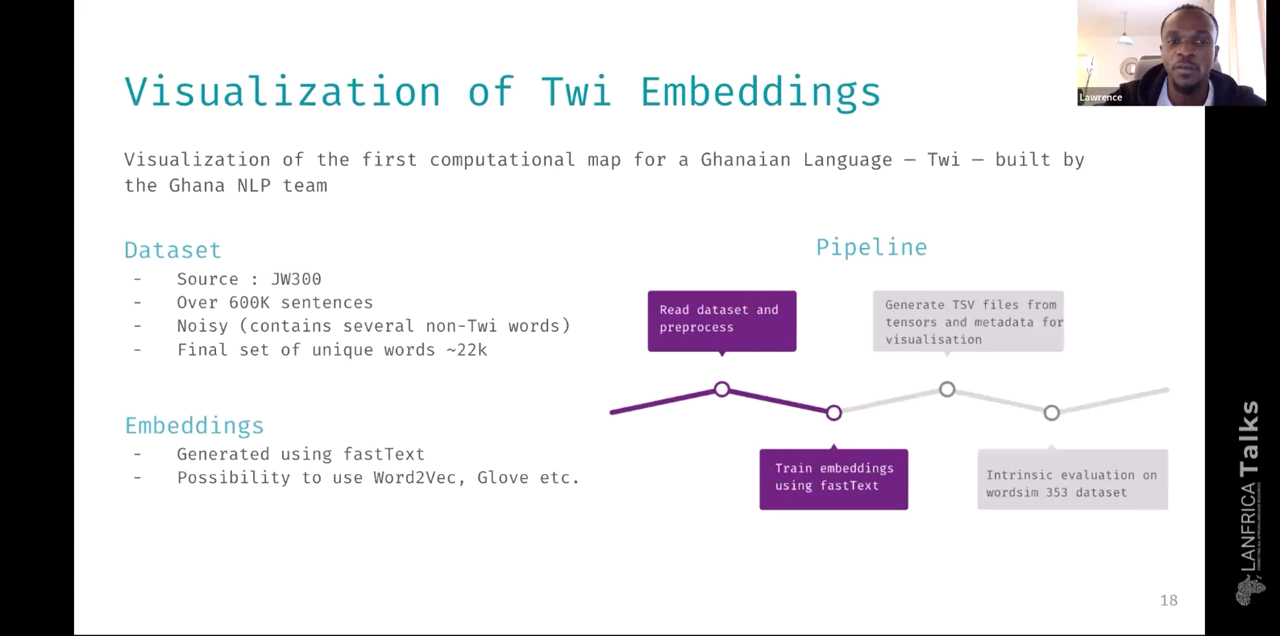 Visualization of Twi Embeddings
Lawrence
Visualization of the first computational map for a Ghanaian Language — Twi — built by
the Ghana NLP team
Dataset
- Source : JW300
- Over 600K sentences
- Noisy (contains several non-Twi words)
- Final set of unique words ~22k
Embeddings
- Generated using fastText
- Possibility to use Word2Vec, Glove etc.
Pipeline
Read dataset and
preprocess
Generate TSV files from
tensors and metadata for
visualisation
Train embeddings
using fastText
Intrinsic evaluation on
wordsim 353 dataset
LANFRICA Talks
18